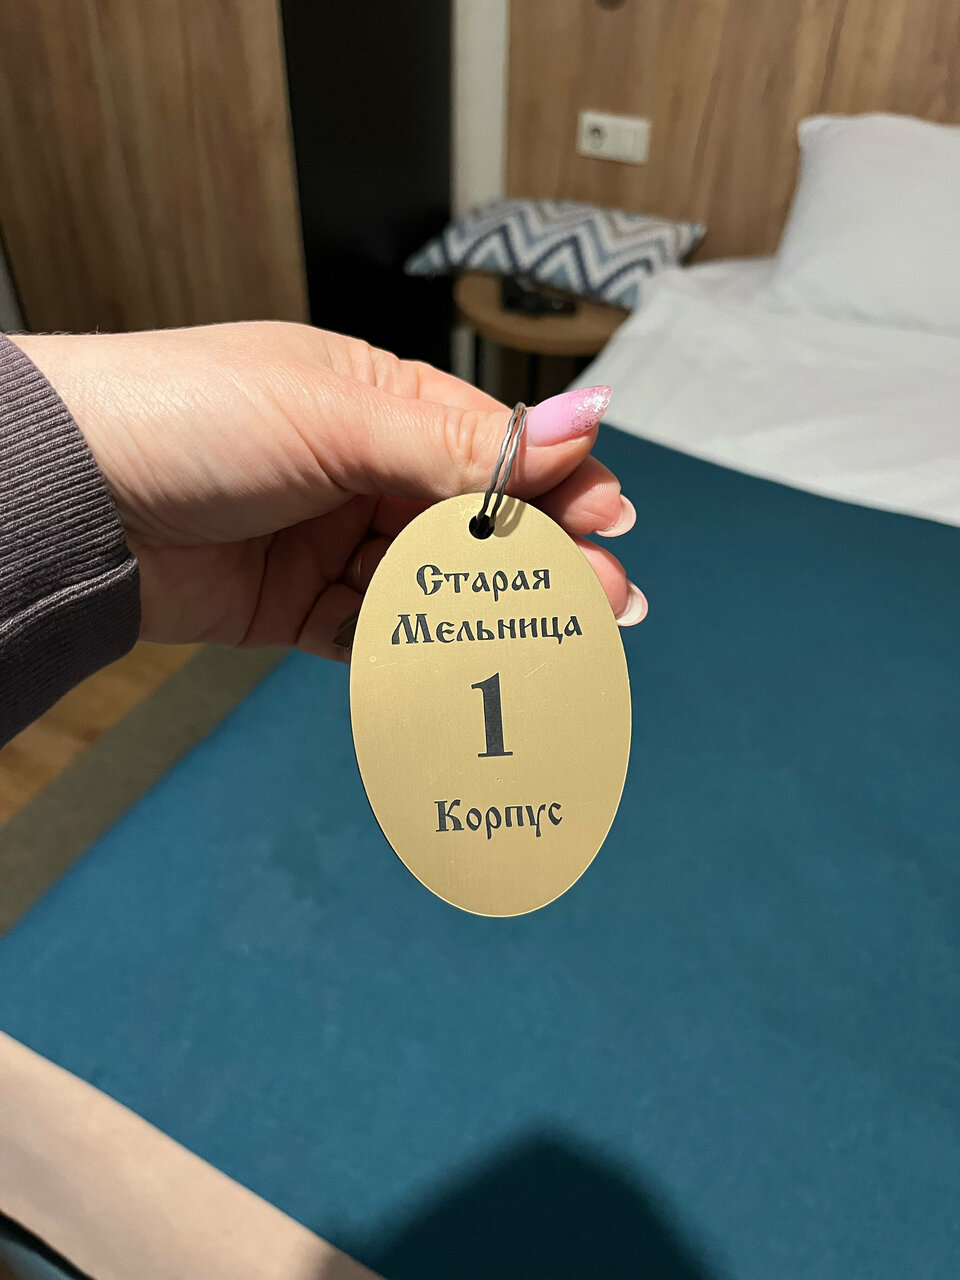 Старая
Мельница
1
Корпус